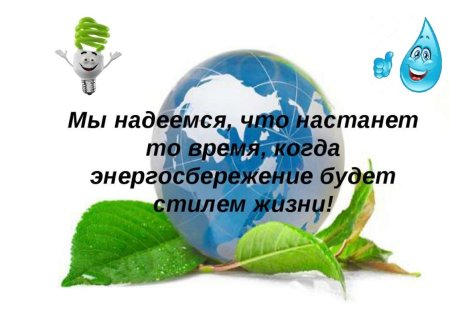 Мы надеемся, что настанет
то время, когда
энергосбережение будет
стилем жизни!